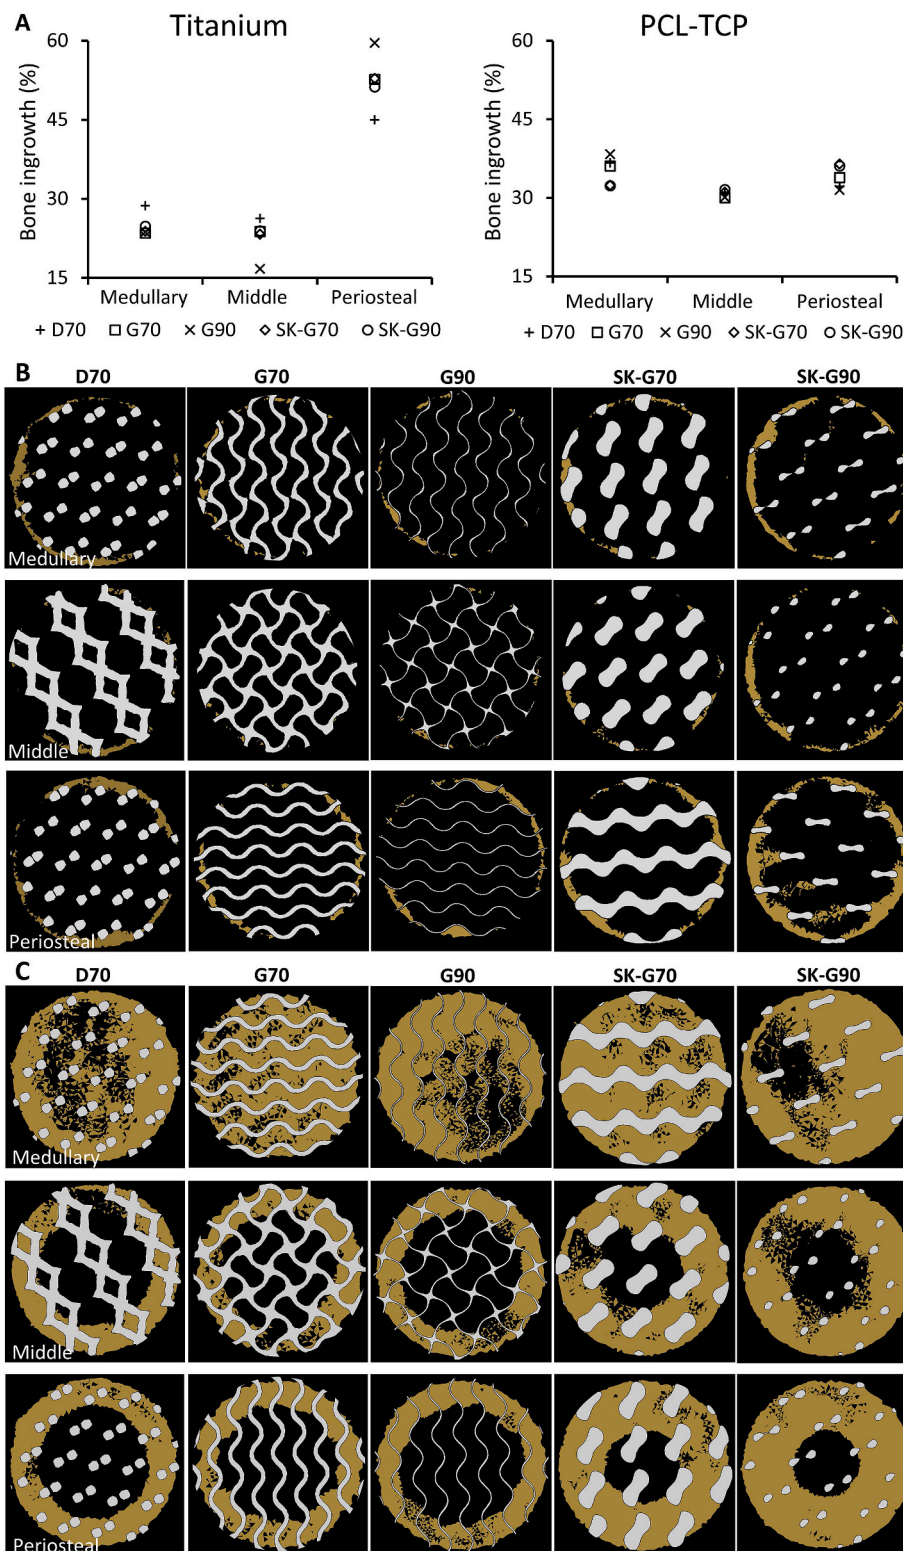 A
Titanium
PCL-TCP
Bone ingrowth (%)
60
45
30
15
Medullary Middle Periosteal
+ D70 □ G70 × G90 ◇ SK-G70 ○ SK-G90
Bone ingrowth (%)
60
45
30
15
Medullary Middle Periosteal
+ D70 □ G70 × G90 ◇ SK-G70 ○ SK-G90
B
D70 G70 G90 SK-G70 SK-G90
Medullary
Middle
Periosteal
C
D70 G70 G90 SK-G70 SK-G90
Medullary
Middle
Periosteal